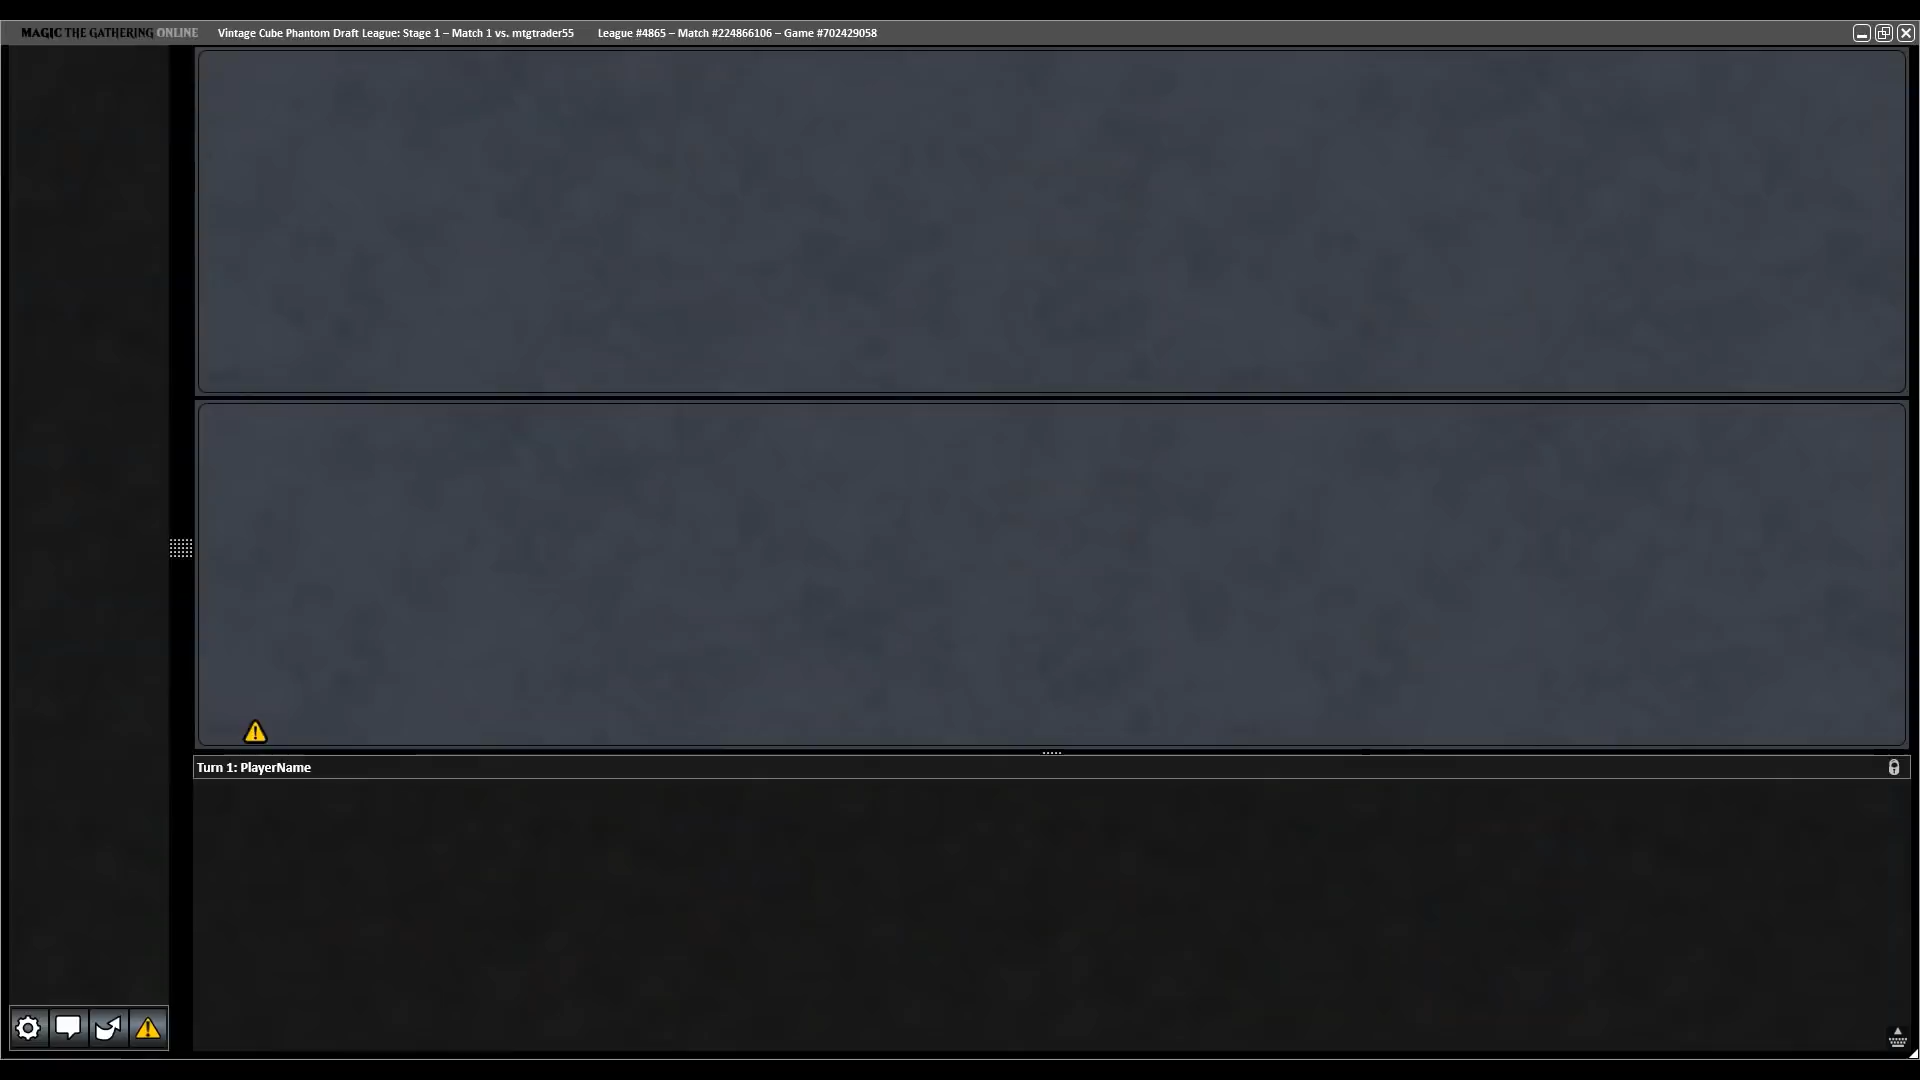 MAGIC THE GATHERING ONLINE Vintage Cube Phantom Draft League: Stage 1 – Match 1 vs. mtgtrader55 League #4865 – Match #224866106 – Game #702429058
Turn 1: PlayerName